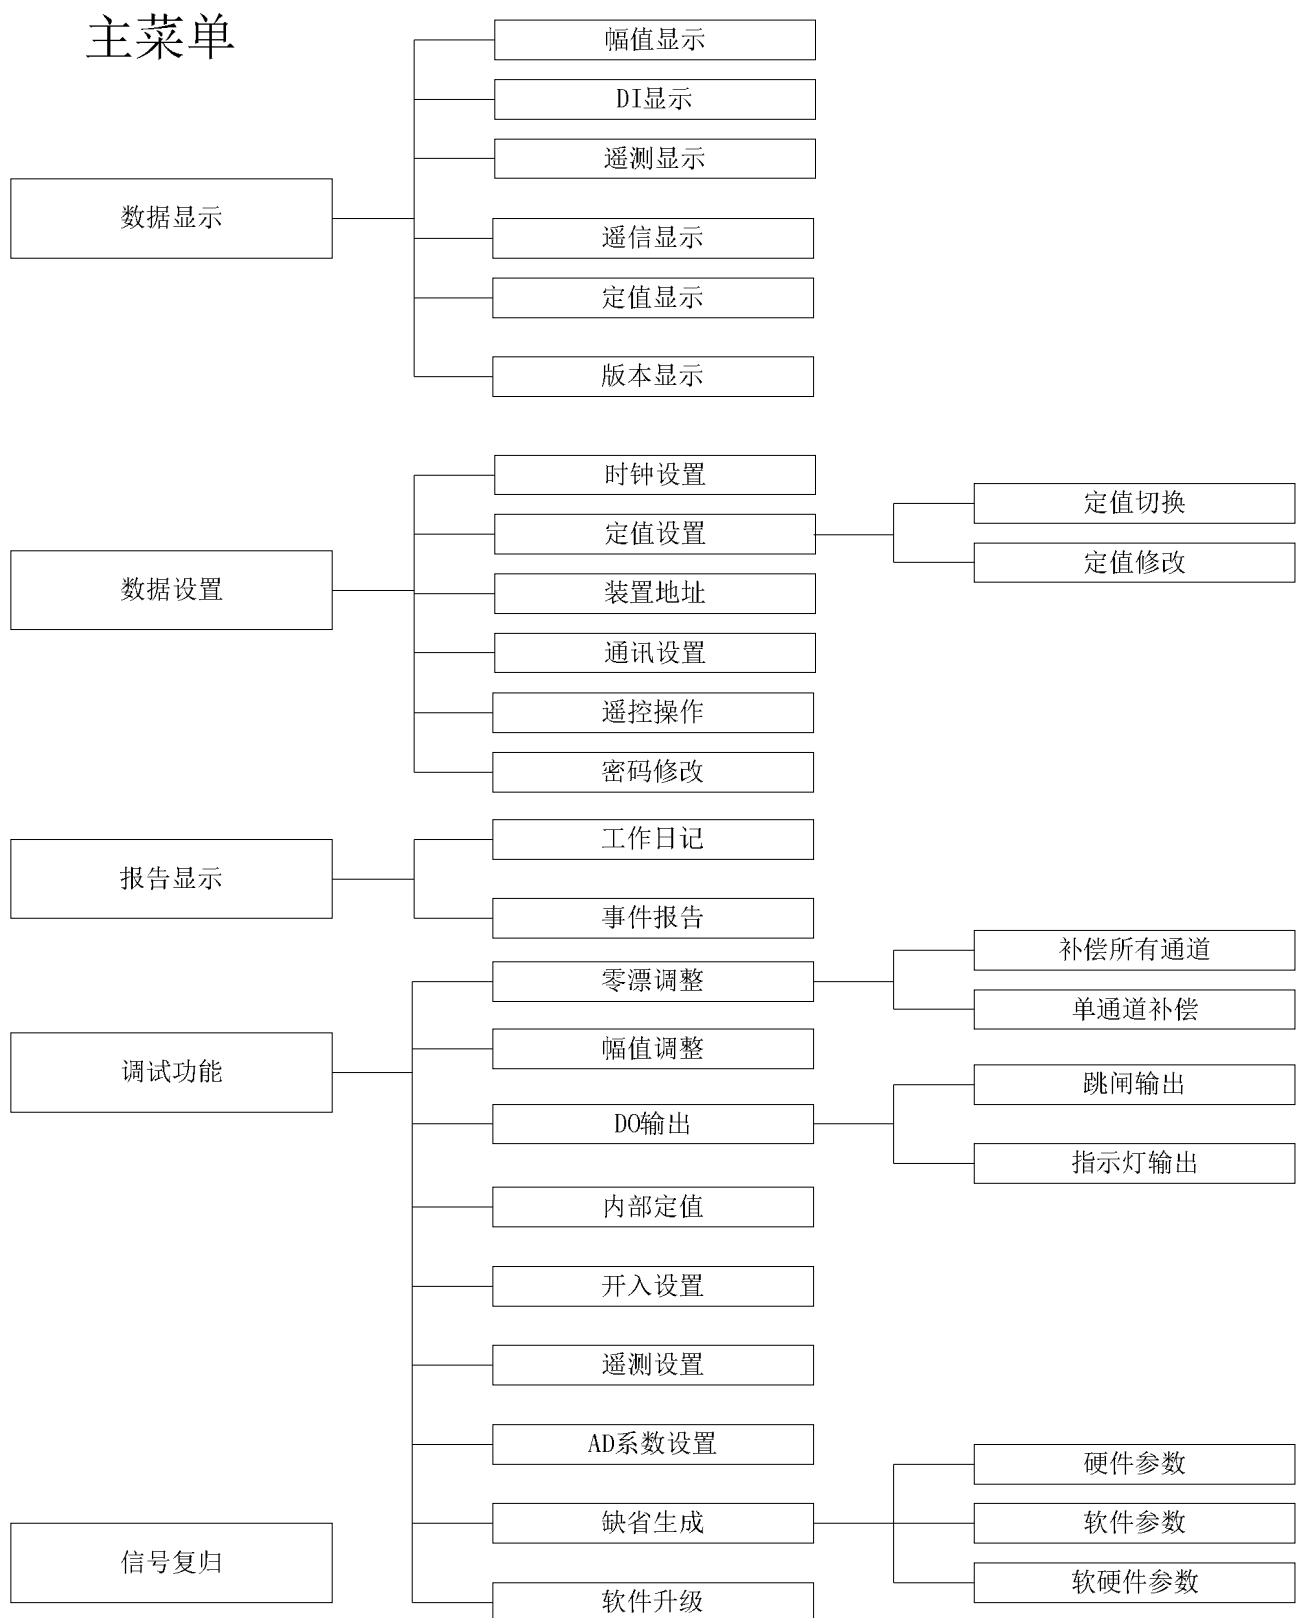 主菜单
数据显示
幅值显示
DI显示
遥测显示
遥信显示
定值显示
版本显示
数据设置
时钟设置
定值设置
定值切换
定值修改
装置地址
通讯设置
遥控操作
密码修改
报告显示
工作日记
事件报告
调试功能
零漂调整
补偿所有通道
单通道补偿
幅值调整
DO输出
跳闸输出
指示灯输出
内部定值
开入设置
遥测设置
AD系数设置
缺省生成
硬件参数
软件参数
软硬件参数
软件升级
信号复归